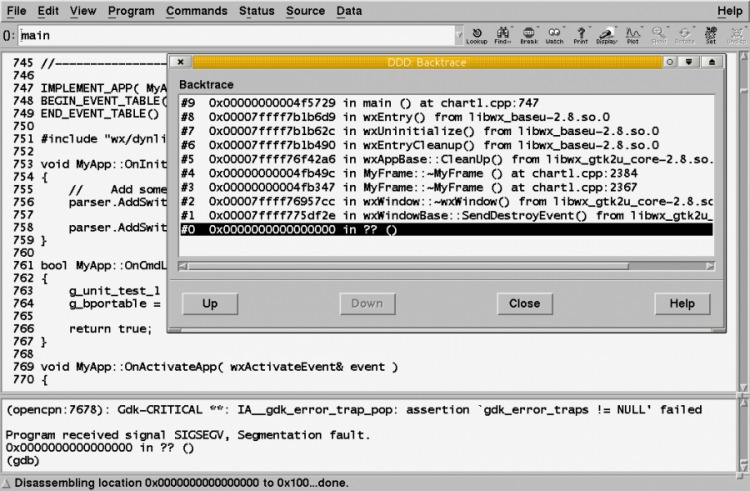 File Edit View Program Commands Status Source Data Help
(): main
Lookup Find» Break Watch Print Display Plot Show Rotate Set Undisp
745 //--------------------
746
747 IMPLEMENT_APP( MyA
748 BEGIN_EVENT_TABLE(
749 END_EVENT_TABLE()
750
751 #include "wx/dynli
752
753 void MyApp::OnInit
754 {
755 // Add some
756 parser.AddSwit
757
758 parser.AddSwit
759 }
760
761 bool MyApp::OnCmdL
762 {
763 g_unit_test_1
764 g_bportable =
765
766 return true;
767 }
768
769 void MyApp::OnActivateApp( wxActivateEvent& event )
770 {
DDD: Backtrace
Backtrace
#9 0x00000000004f5729 in main () at chart1.cpp:747
#8 0x00007ffff7b1b6d9 in wxEntry() from libwx_baseu-2.8.so.0
#7 0x00007ffff7b1b62c in wxUninitialize() from libwx_baseu-2.8.so.0
#6 0x00007ffff7b1b490 in wxEntryCleanup() from libwx_baseu-2.8.so.0
#5 0x00007ffff76f42a6 in wxAppBase::CleanUp() from libwx_gtk2u_core-2.8.so.
#4 0x00000000004fb49c in MyFrame::~MyFrame () at chart1.cpp:2384
#3 0x00000000004fb347 in MyFrame::~MyFrame () at chart1.cpp:2367
#2 0x00007ffff76957cc in wxWindow::~wxWindow() from libwx_gtk2u_core-2.8.so
#1 0x00007ffff775df2e in wxWindowBase::SendDestroyEvent() from libwx_gtk2u_
#0 0x0000000000000000 in ?? ()
Up Down Close Help
(opencpn:7678): Gdk-CRITICAL **: IA__gdk_error_trap_pop: assertion `gdk_error_traps != NULL' failed
Program received signal SIGSEGV, Segmentation fault.
0x0000000000000000 in ?? ()
(gdb)
Disassembling location 0x0000000000000000 to 0x100...done.